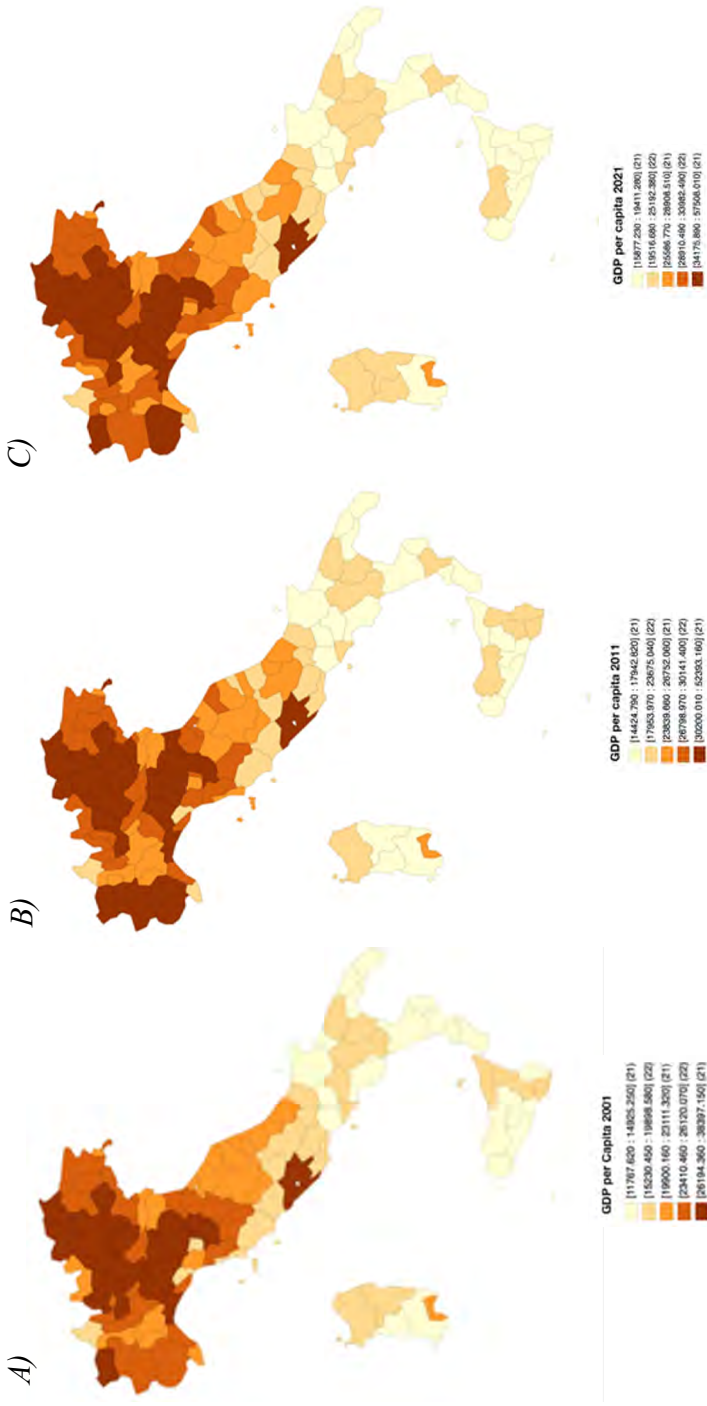 A)
GDP per Capita 2001
[11767.620 : 14925.250] (21)
[15230.450 : 19898.580] (22)
[19900.160 : 23111.320] (21)
[23410.460 : 26120.070] (22)
[26194.360 : 38397.150] (21)
B)
GDP per capita 2011
[14424.790 : 17942.820] (21)
[17953.970 : 23675.040] (22)
[23839.660 : 26752.060] (21)
[26798.970 : 30141.400] (22)
[30200.010 : 52393.160] (21)
C)
GDP per capita 2021
[15877.230 : 19411.280] (21)
[19516.680 : 25192.380] (22)
[25586.770 : 28908.510] (21)
[28910.490 : 33982.490] (22)
[34175.890 : 57508.010] (21)